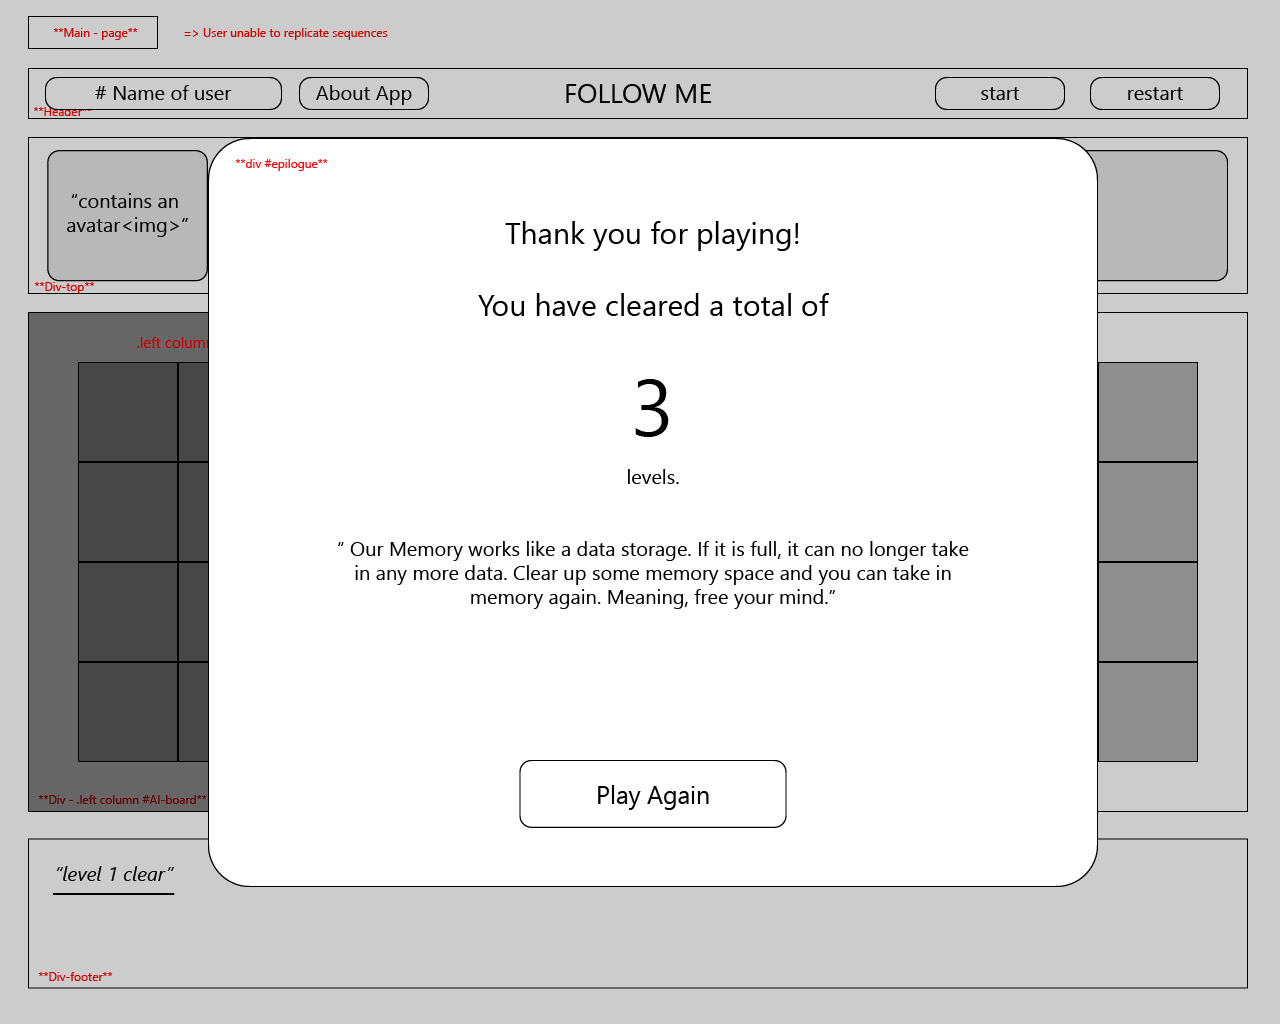 **Main - page**
=> User unable to replicate sequences
# Name of user
About App
FOLLOW ME
start
restart
**Header**
**div #epilogue**
“contains an
avatar<img>”
**Div-top**
Thank you for playing!
You have cleared a total of
3
levels.
“ Our Memory works like a data storage. If it is full, it can no longer take
in any more data. Clear up some memory space and you can take in
memory again. Meaning, free your mind.”
Play Again
.left column
**Div - .left column #AI-board**
“level 1 clear”
**Div-footer**